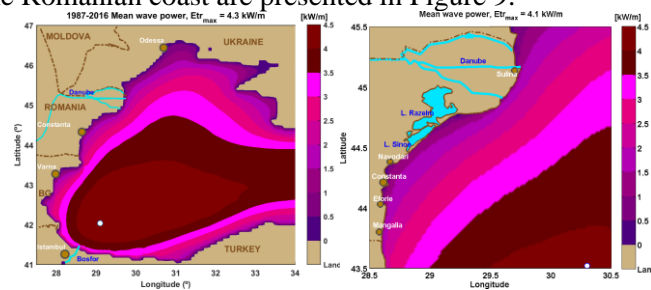 e Romanian coast are presented in Figure 9.
1987-2016 Mean wave power, Etr_max = 4.3 kW/m
[kW/m]
Mean wave power, Etr_max = 4.1 kW/m
[kW/m]
47
46
45
44
43
42
41
Latitude (º)
MOLDOVA
Odessa
UKRAINE
Danube
ROMANIA
Constanta
Varna
BG
Istanbul
Bosfor
TURKEY
28
29
30
31
32
33
34
Longitude (º)
4.5
4
3.5
3
2.5
2
1.5
1
0.5
0
Lan
45.5
45
44.5
44
43.5
Latitude
Danube
Sulina
L. Razelm
L. Sinoe
Navodari
Constanta
Eforie
Mangalia
28.5
29
29.5
30
30.5
Longitude
4.5
4
3.5
3
2.5
2
1.5
1
0.5
0
Land